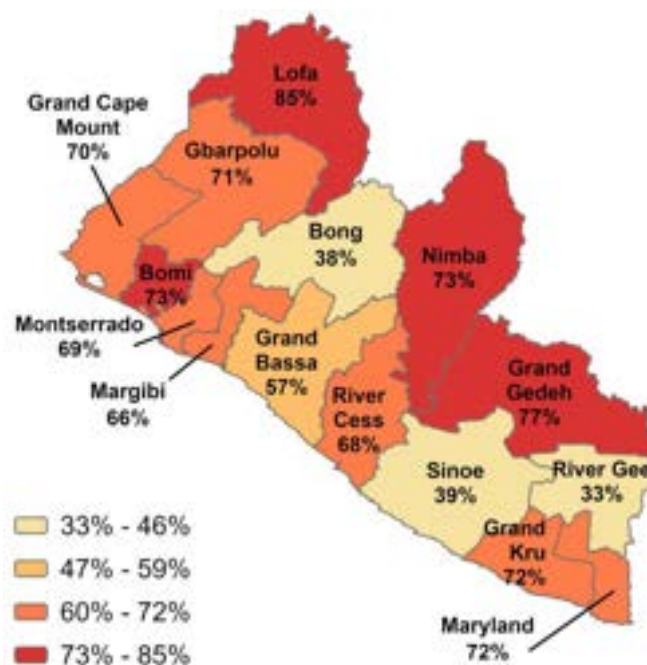 Lofa
85%
Grand Cape
Mount
70%
Gbarpolu
71%
Bong
38%
Nimba
73%
Bomi
73%
Montserrado
69%
Margibi
66%
Grand
Bassa
57%
River
Cess
68%
Grand
Gedeh
77%
Sinoe
39%
River Gee
33%
Grand
Kru
72%
Maryland
72%
33% - 46%
47% - 59%
60% - 72%
73% - 85%